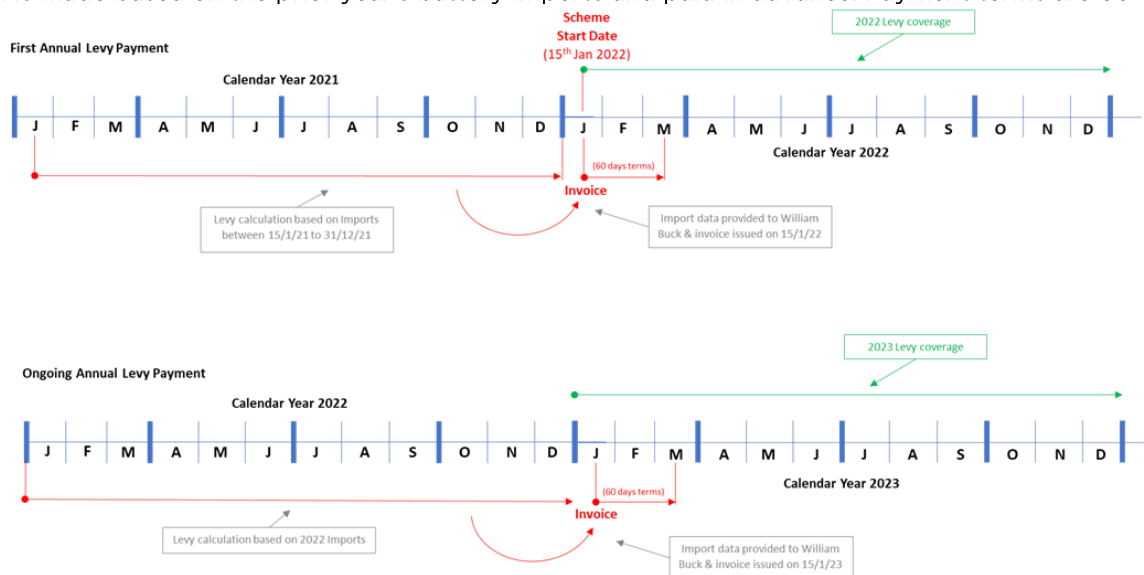 Scheme
Start Date
(15th Jan 2022)
2022 Levy coverage
First Annual Levy Payment
Calendar Year 2021
J F M A M J J A S O N D J F M A M J J A S O N D
Calendar Year 2022
(60 days terms)
Invoice
Levy calculation based on Imports
between 15/1/21 to 31/12/21
Import data provided to William
Buck & invoice issued on 15/1/22
2023 Levy coverage
Ongoing Annual Levy Payment
Calendar Year 2022
J F M A M J J A S O N D J F M A M J J A S O N D
Calendar Year 2023
(60 days terms)
Invoice
Levy calculation based on 2022 Imports
Import data provided to William
Buck & invoice issued on 15/1/23